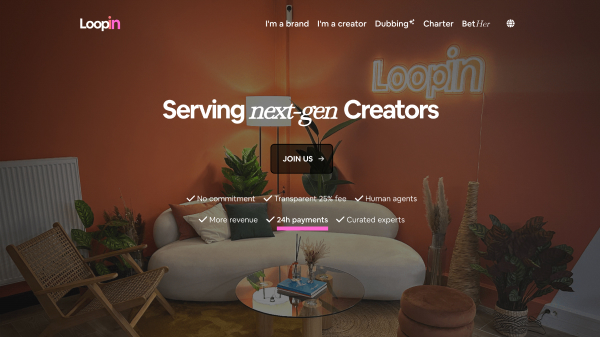 Loopin
I'm a brand I'm a creator Dubbing Charter BetHer
Loopin
Serving next-gen Creators
JOIN US →
✓ No commitment ✓ Transparent 25% fee ✓ Human agents
✓ More revenue ✓ 24h payments ✓ Curated experts